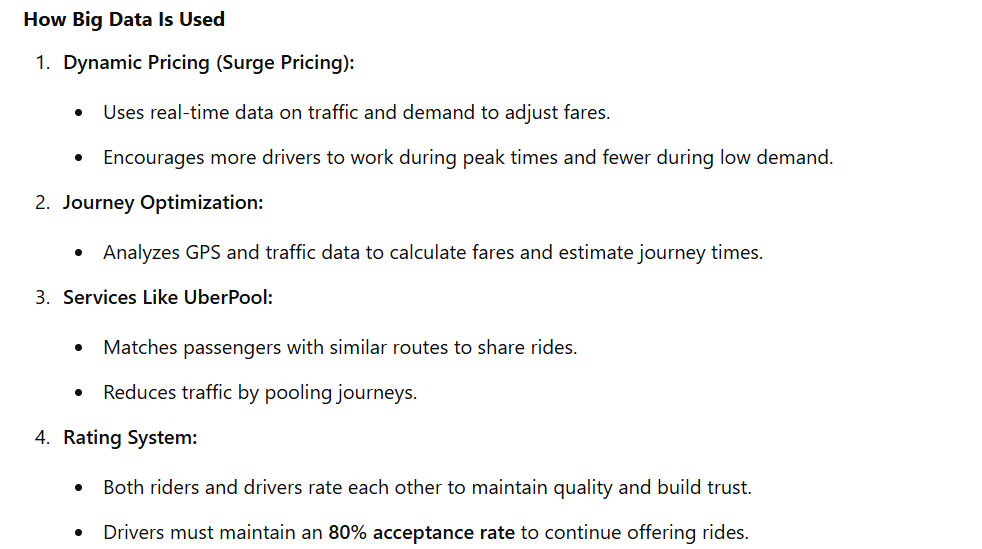 How Big Data Is Used
1. Dynamic Pricing (Surge Pricing):
• Uses real-time data on traffic and demand to adjust fares.
• Encourages more drivers to work during peak times and fewer during low demand.
2. Journey Optimization:
• Analyzes GPS and traffic data to calculate fares and estimate journey times.
3. Services Like UberPool:
• Matches passengers with similar routes to share rides.
• Reduces traffic by pooling journeys.
4. Rating System:
• Both riders and drivers rate each other to maintain quality and build trust.
• Drivers must maintain an 80% acceptance rate to continue offering rides.